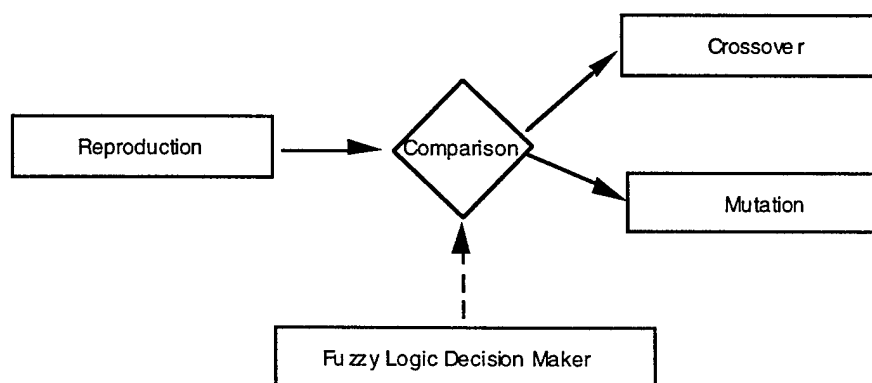 Crossover
Reproduction
Comparison
Mutation
Fuzzy Logic Decision Maker